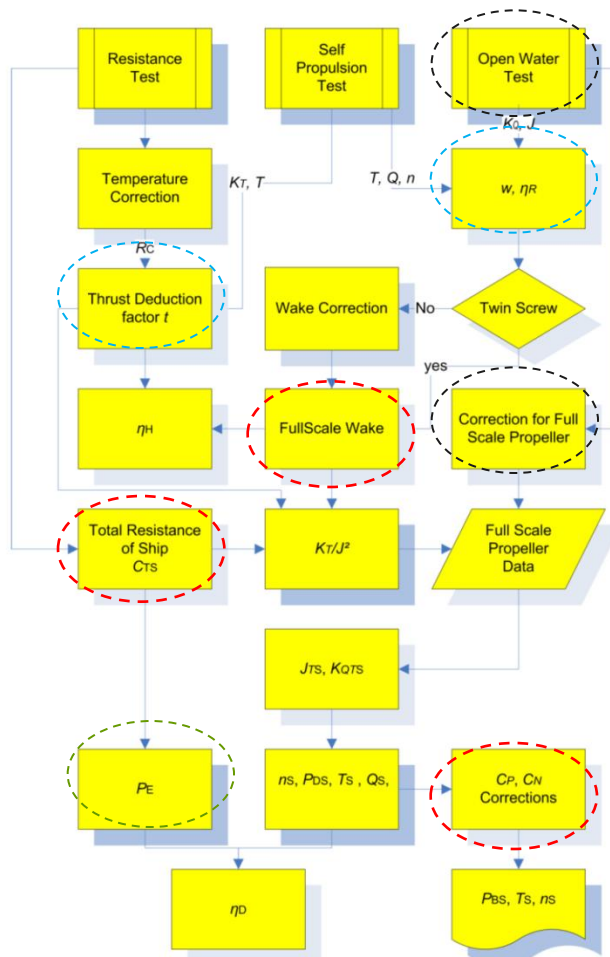 Resistance
Test
Self
Propulsion
Test
Open Water
Test
K0, J
Temperature
Correction
KT, T
T, Q, n
w, ηR
RC
Thrust Deduction
factor t
Wake Correction
No
Twin Screw
yes
ηH
FullScale Wake
Correction for Full
Scale Propeller
Total Resistance
of Ship
CTS
KT/J²
Full Scale
Propeller
Data
JTS, KQTS
PE
nS, PDS, TS , QS,
CP, CN
Corrections
ηD
PBS, TS, nS